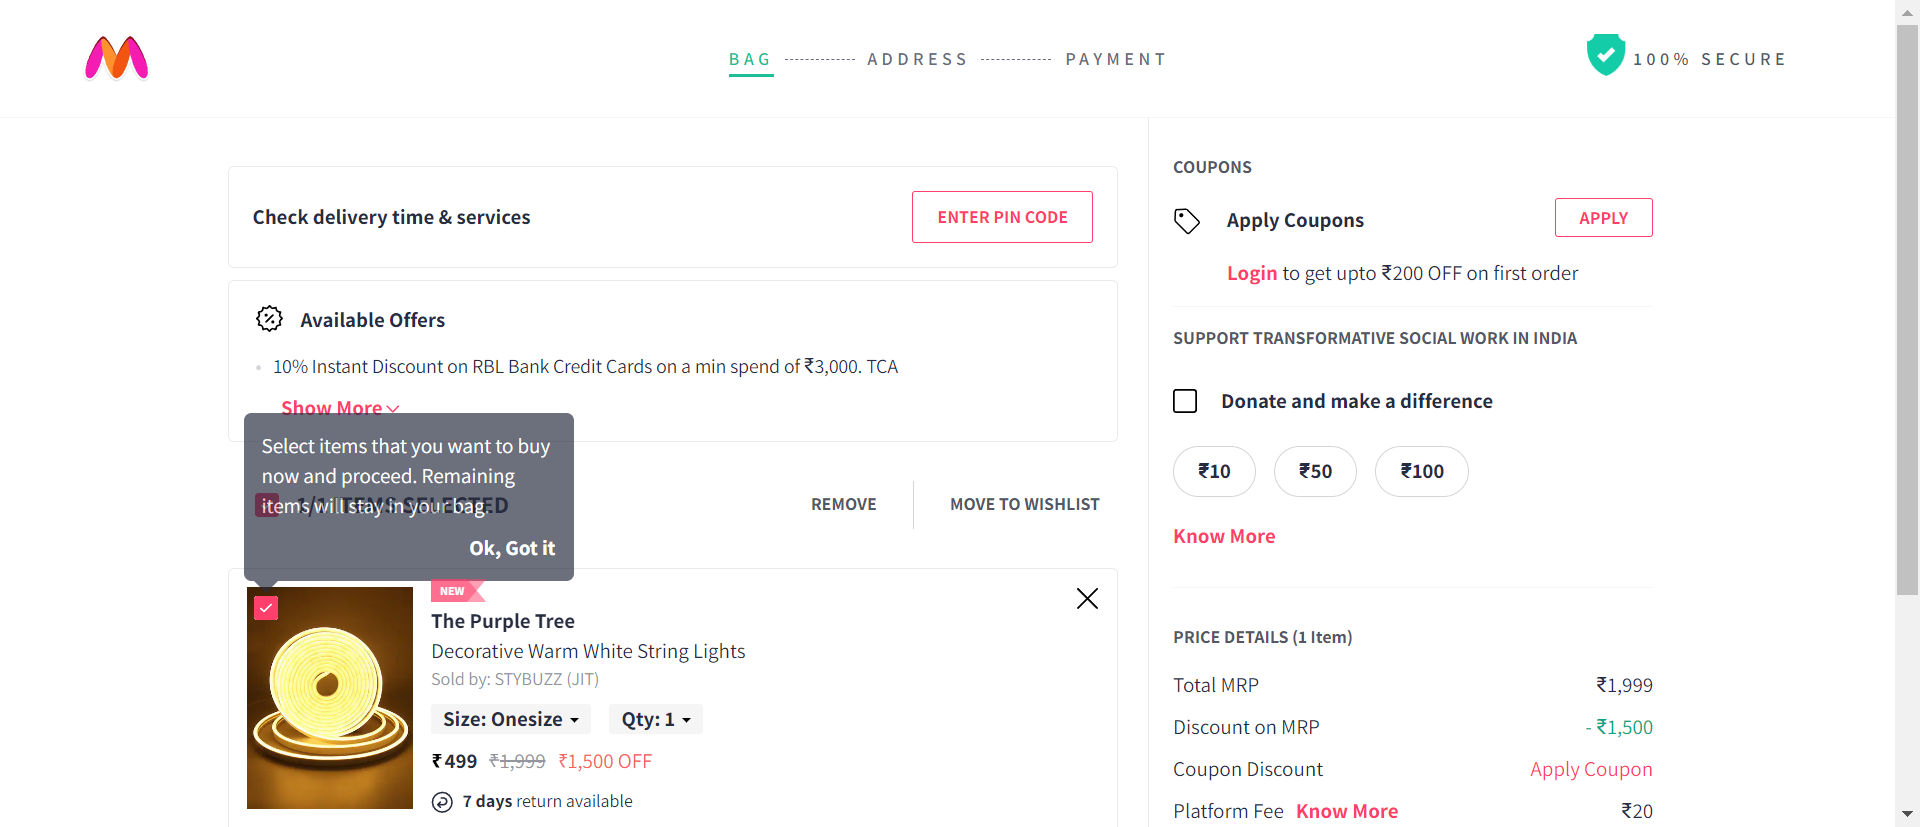 BAG ADDRESS PAYMENT
100% SECURE
Check delivery time & services
ENTER PIN CODE
Available Offers
10% Instant Discount on RBL Bank Credit Cards on a min spend of ₹3,000. TCA
Show More
Select items that you want to buy
now and proceed. Remaining
items will stay in your bag.
Ok, Got it
1/1 ITEMS SELECTED
REMOVE
MOVE TO WISHLIST
NEW
The Purple Tree
Decorative Warm White String Lights
Sold by: STYBUZZ (JIT)
Size: Onesize
Qty: 1
₹499 ₹1,999 ₹1,500 OFF
7 days return available
COUPONS
Apply Coupons
APPLY
Login to get upto ₹200 OFF on first order
SUPPORT TRANSFORMATIVE SOCIAL WORK IN INDIA
Donate and make a difference
₹10 ₹50 ₹100
Know More
PRICE DETAILS (1 Item)
Total MRP ₹1,999
Discount on MRP - ₹1,500
Coupon Discount Apply Coupon
Platform Fee Know More ₹20